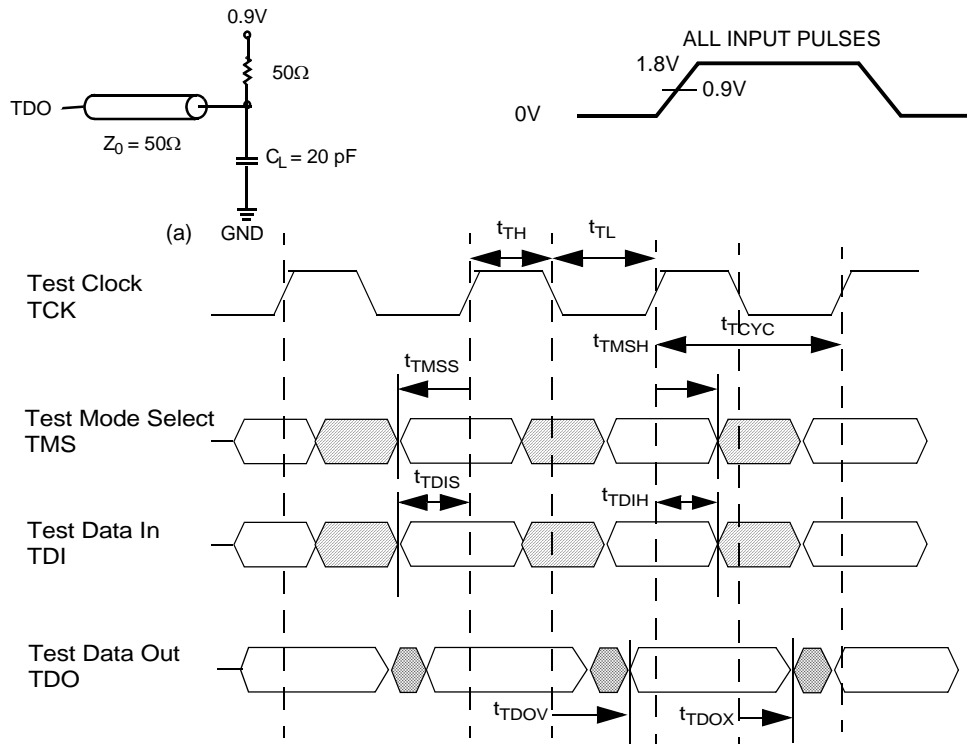 0.9V
50Ω
TDO
Z0 = 50Ω
CL = 20 pF
(a)
GND
ALL INPUT PULSES
1.8V
0.9V
0V
tTH
tTL
Test Clock
TCK
tTCYC
tTMSH
tTMSS
Test Mode Select
TMS
tTDIS
tTDIH
Test Data In
TDI
Test Data Out
TDO
tTDOV
tTDOX